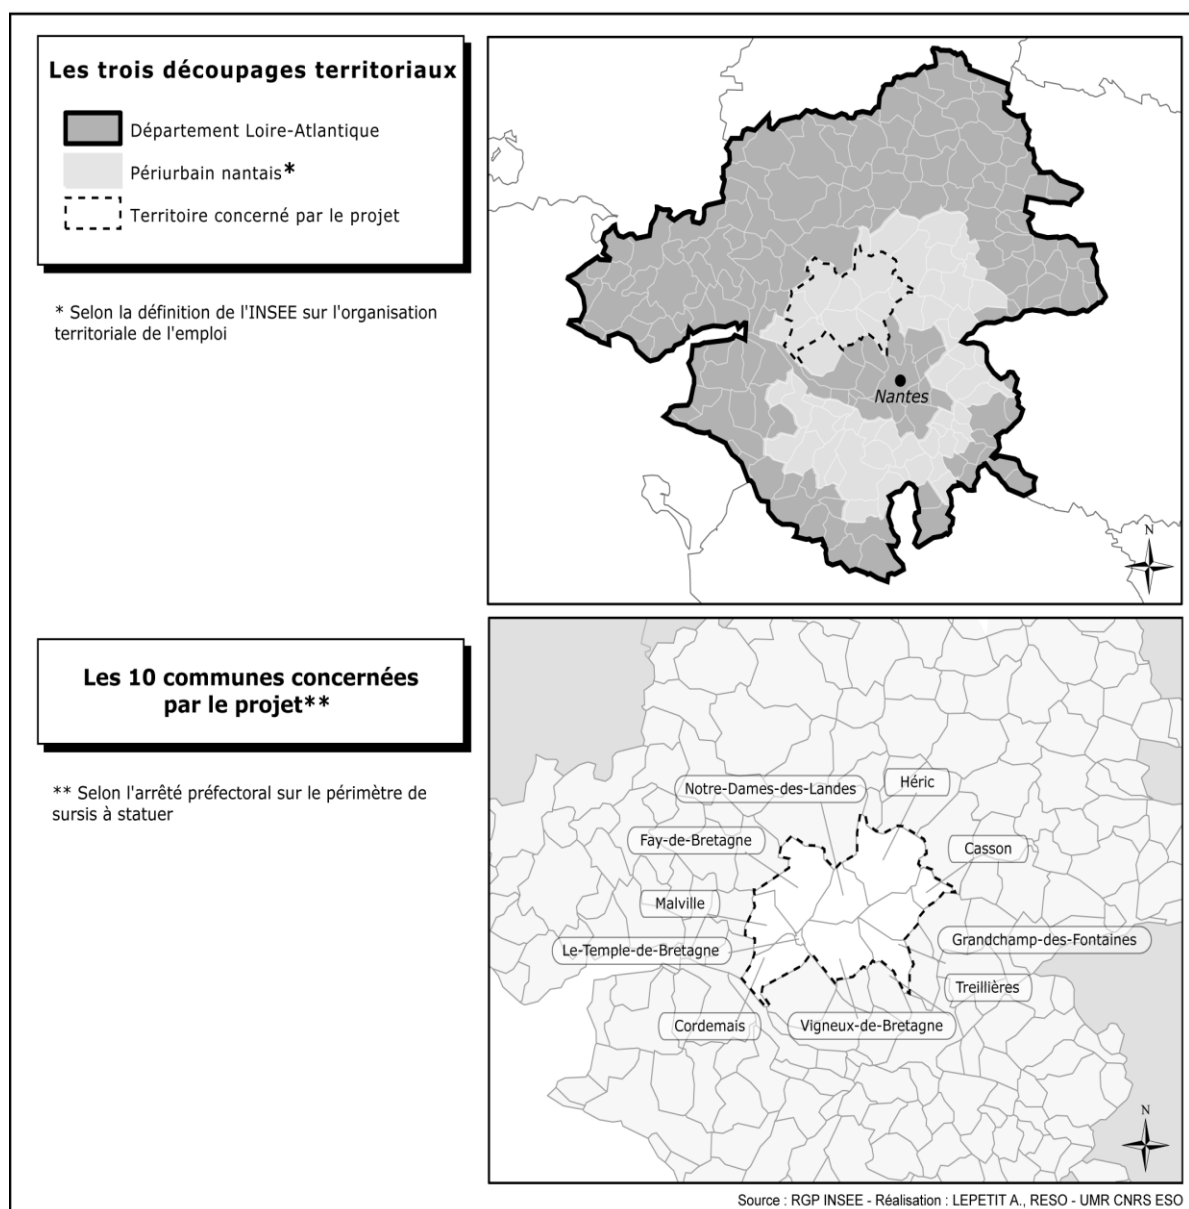 Les trois découpages territoriaux
Département Loire-Atlantique
Périurbain nantais*
Territoire concerné par le projet
* Selon la définition de l'INSEE sur l'organisation
territoriale de l'emploi
Nantes
N
Les 10 communes concernées
par le projet**
** Selon l'arrêté préfectoral sur le périmètre de
sursis à statuer
Notre-Dames-des-Landes
Héric
Fay-de-Bretagne
Casson
Malville
Grandchamp-des-Fontaines
Le-Temple-de-Bretagne
Treillières
Cordemais
Vigneux-de-Bretagne
N
Source : RGP INSEE - Réalisation : LEPETIT A., RESO - UMR CNRS ESO